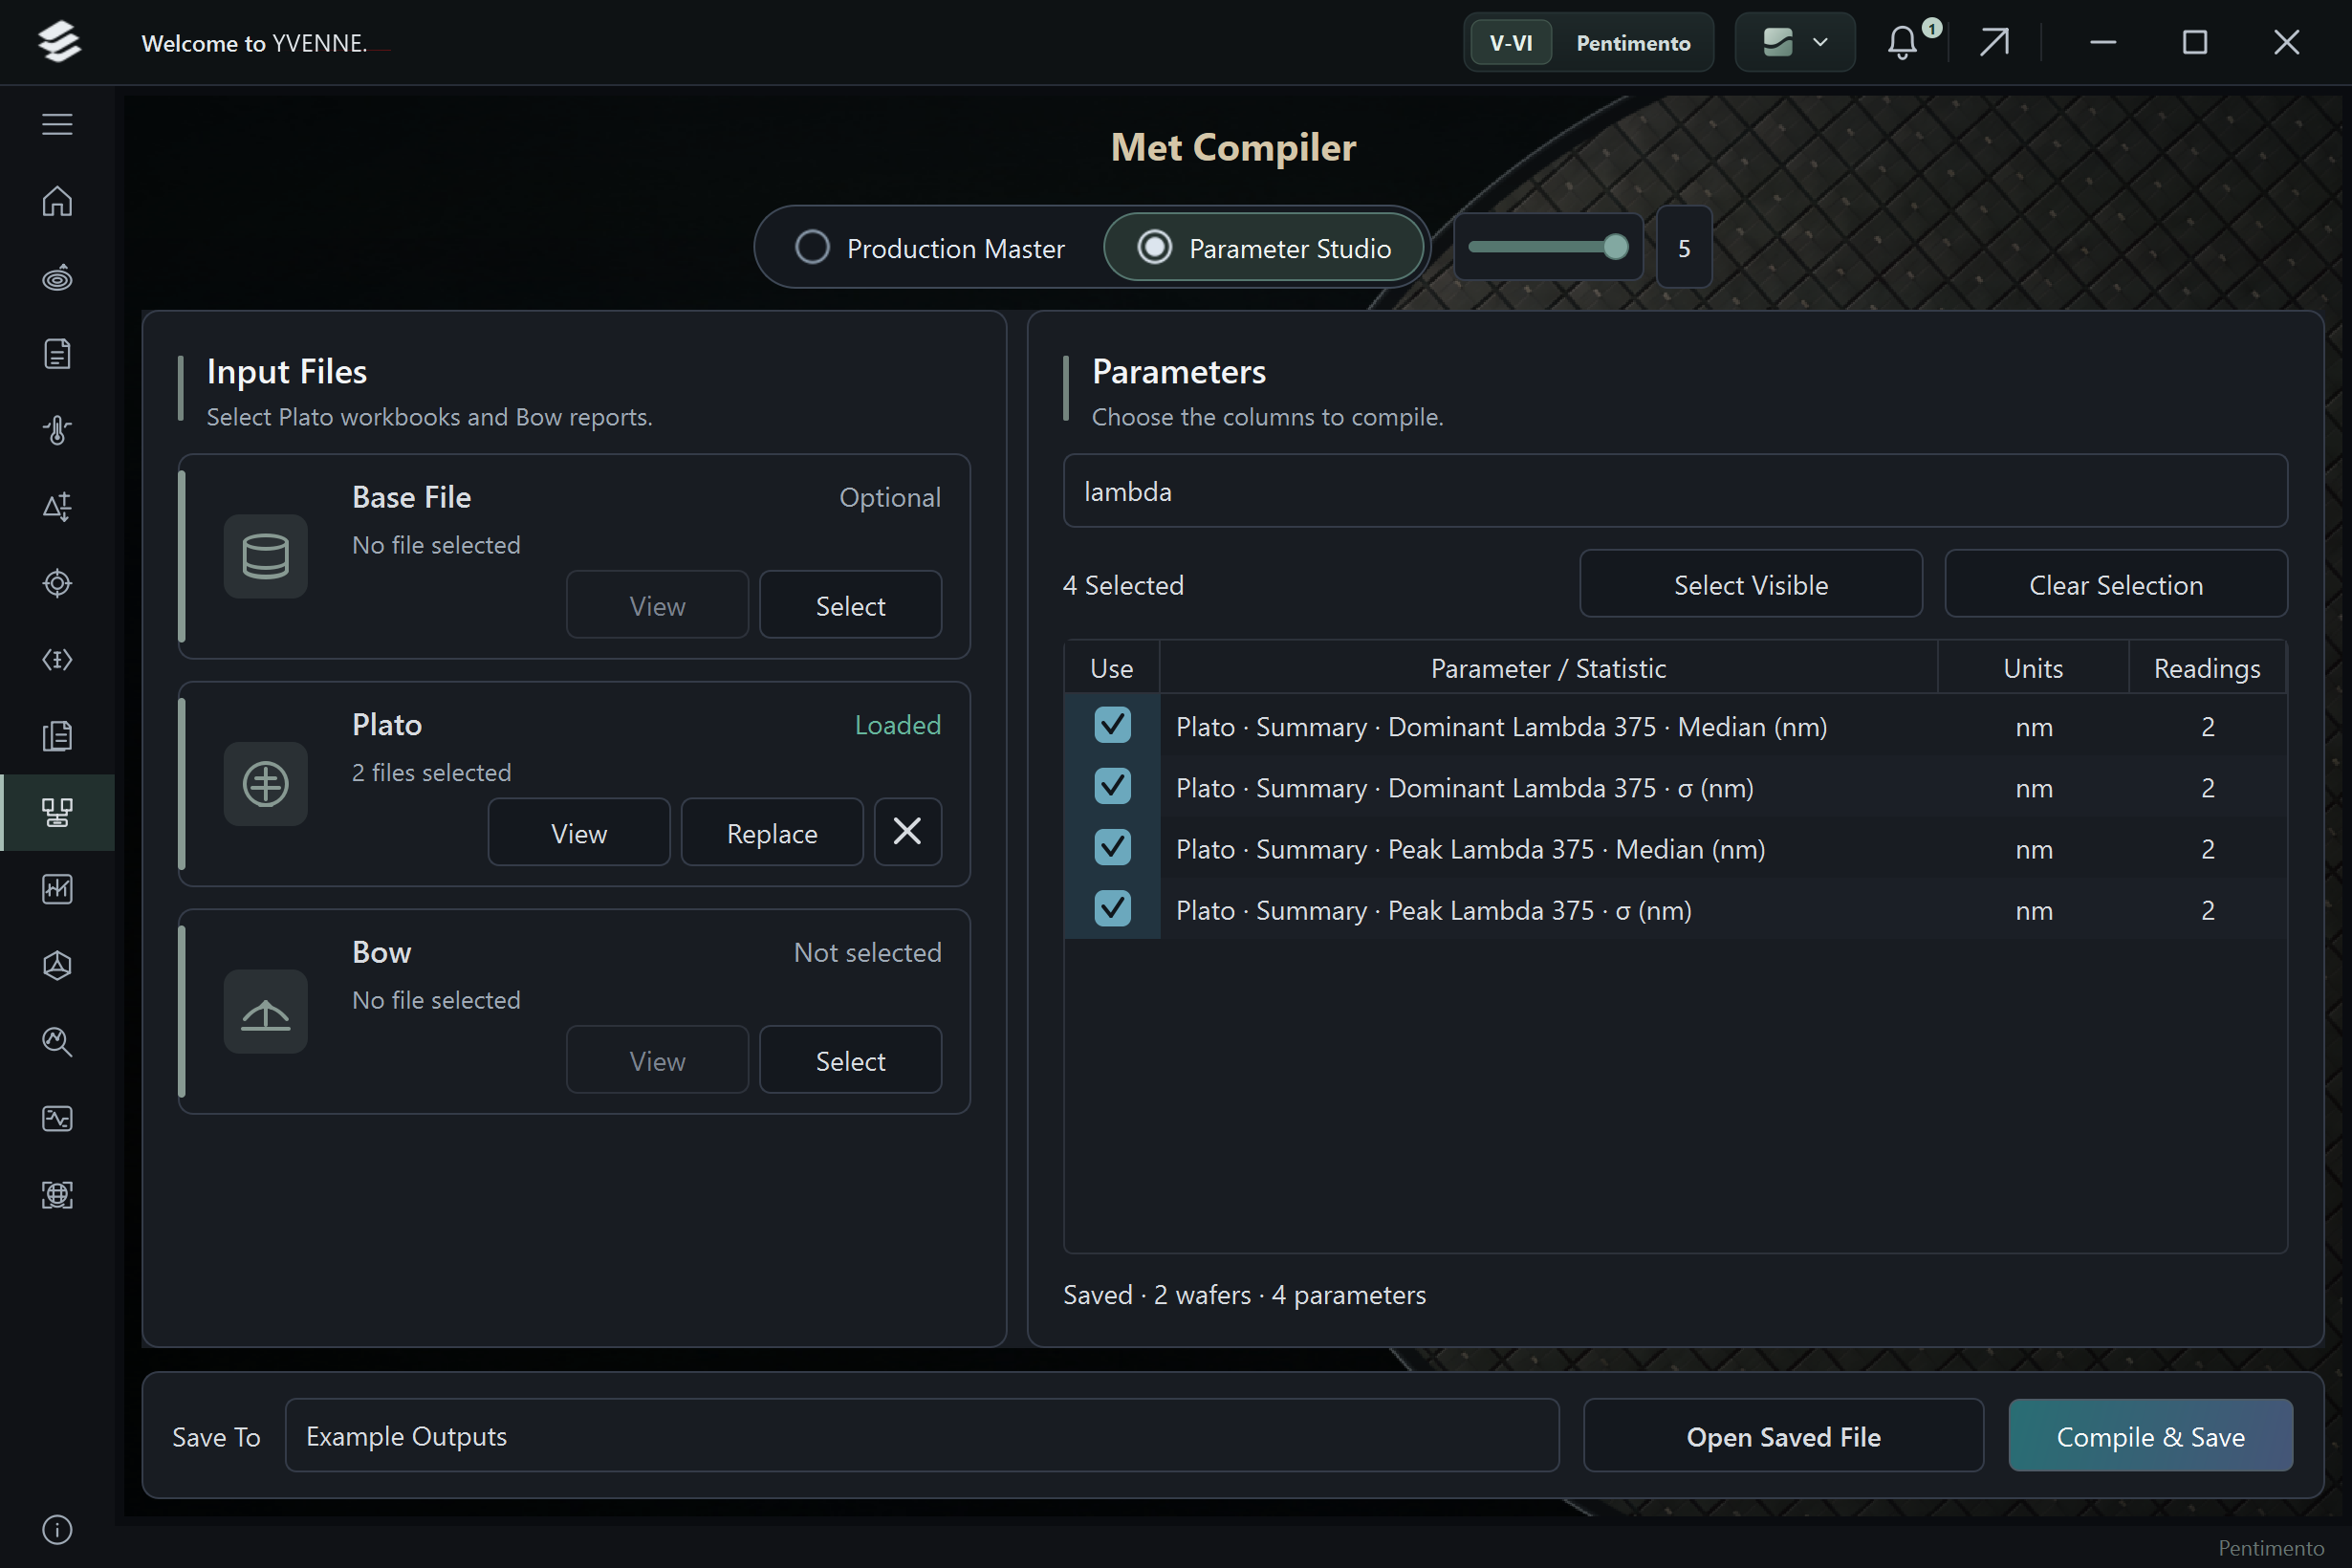 Welcome to YVENNE.
V-VI Pentimento
1
Met Compiler
Production Master
Parameter Studio
5
Input Files
Select Plato workbooks and Bow reports.
Base File
Optional
No file selected
View
Select
Plato
Loaded
2 files selected
View
Replace
Bow
Not selected
No file selected
View
Select
Parameters
Choose the columns to compile.
lambda
4 Selected
Select Visible
Clear Selection
Use Parameter / Statistic Units Readings
Plato · Summary · Dominant Lambda 375 · Median (nm) nm 2
Plato · Summary · Dominant Lambda 375 · σ (nm) nm 2
Plato · Summary · Peak Lambda 375 · Median (nm) nm 2
Plato · Summary · Peak Lambda 375 · σ (nm) nm 2
Saved · 2 wafers · 4 parameters
Save To
Example Outputs
Open Saved File
Compile & Save
Pentimento